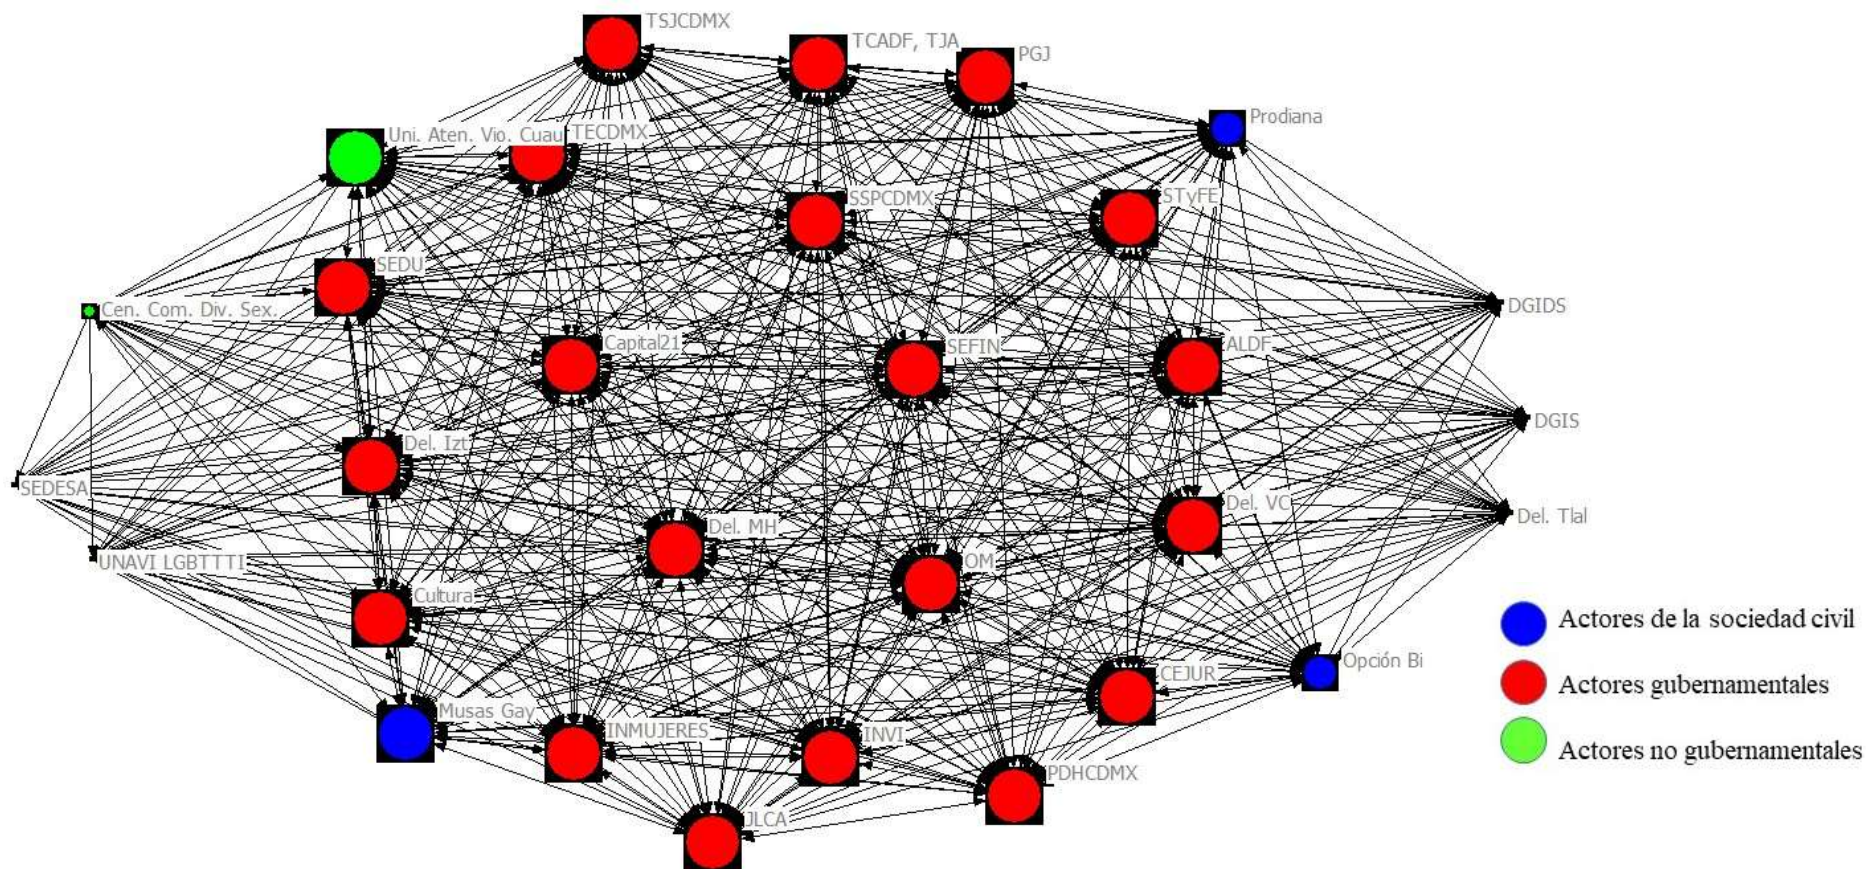 TSJCDMX
TCADF, TJA
PGJ
Prodiana
Uni. Aten. Vio. Cuau
TECDMX
SSPCDMX
STyFE
SEDU
Cen. Com. Div. Sex.
DGIDS
Capital21
SEFIN
ALDF
DGIS
Del. Izt
SEDESA
Del. VC
Del. Tlal
Del. MH
UNAVI LGBTTTI
OM
Cultura
Actores de la sociedad civil
Opción Bi
CEJUR
Actores gubernamentales
Musas Gay
INMUJERES
INVI
Actores no gubernamentales
PDHCDMX
JLCA